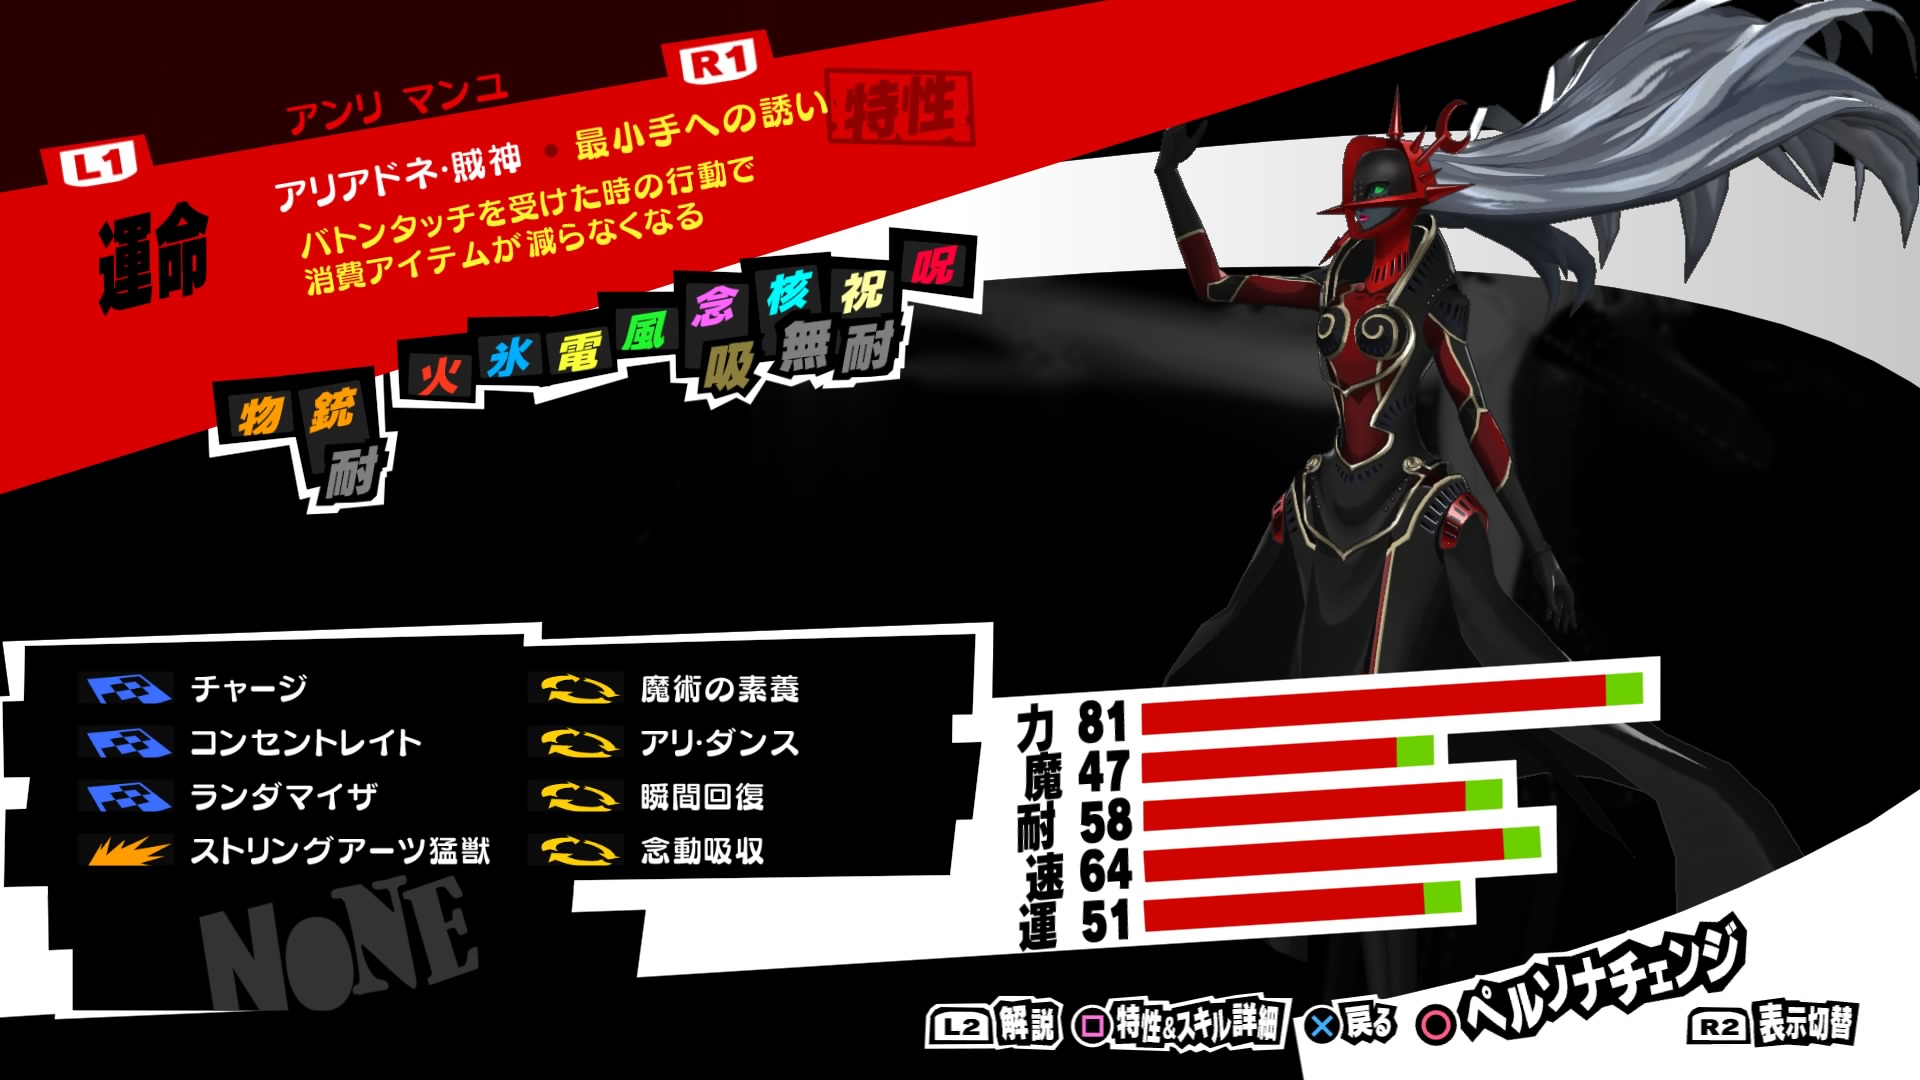 R1
アンリ マンユ
L1
アリアドネ・賊神 ・ 最小手への誘い 特性
運命
バトンタッチを受けた時の行動で
消費アイテムが減らなくなる
物 銃 火 氷 電 風 念 核 祝 呪
耐 吸 無 耐
チャージ 魔術の素養
コンセントレイト アリ・ダンス
ランダマイザ 瞬間回復
ストリングアーツ猛獣 念動吸収
NONE
力 81
魔 47
耐 58
速 64
運 51
L2 解説 特性&スキル詳細 戻る ペルソナチェンジ R2 表示切替